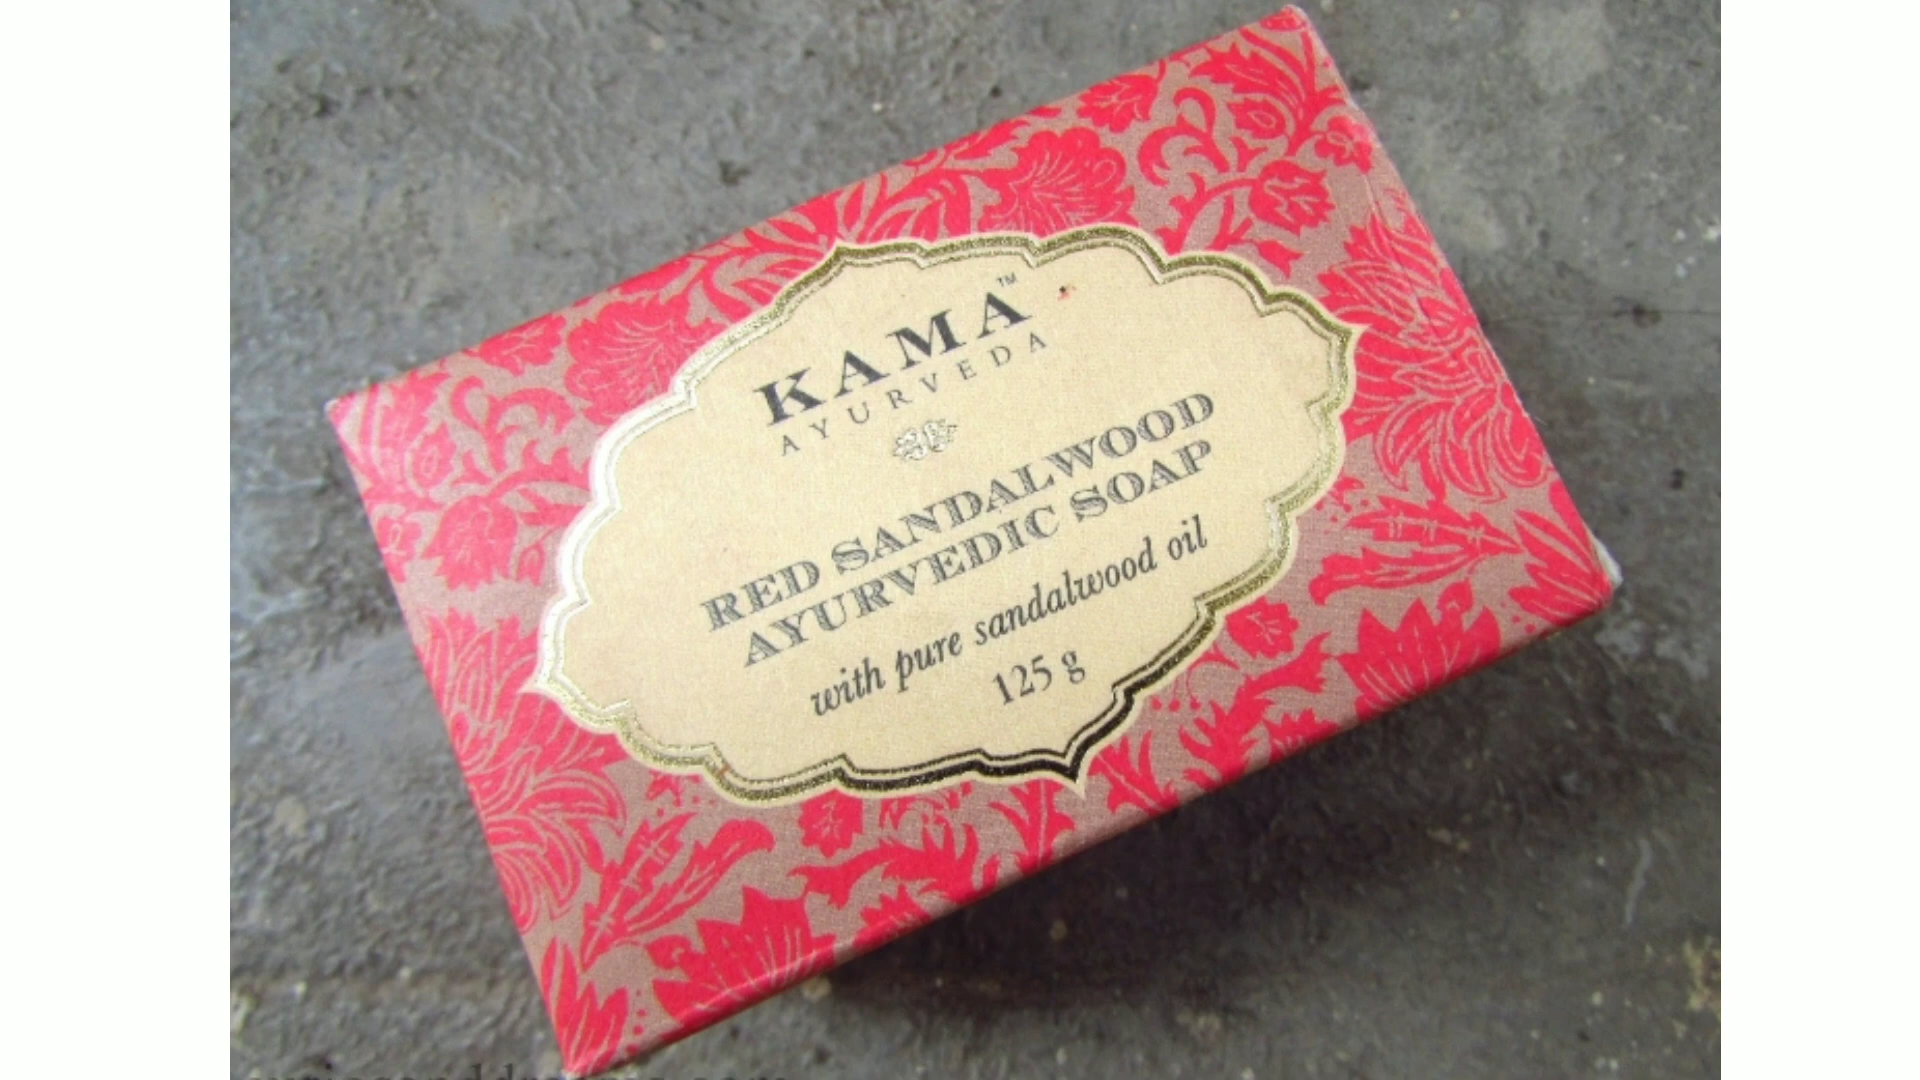 KAMA™
AYURVEDA
RED SANDALWOOD
AYURVEDIC SOAP
with pure sandalwood oil
125 g